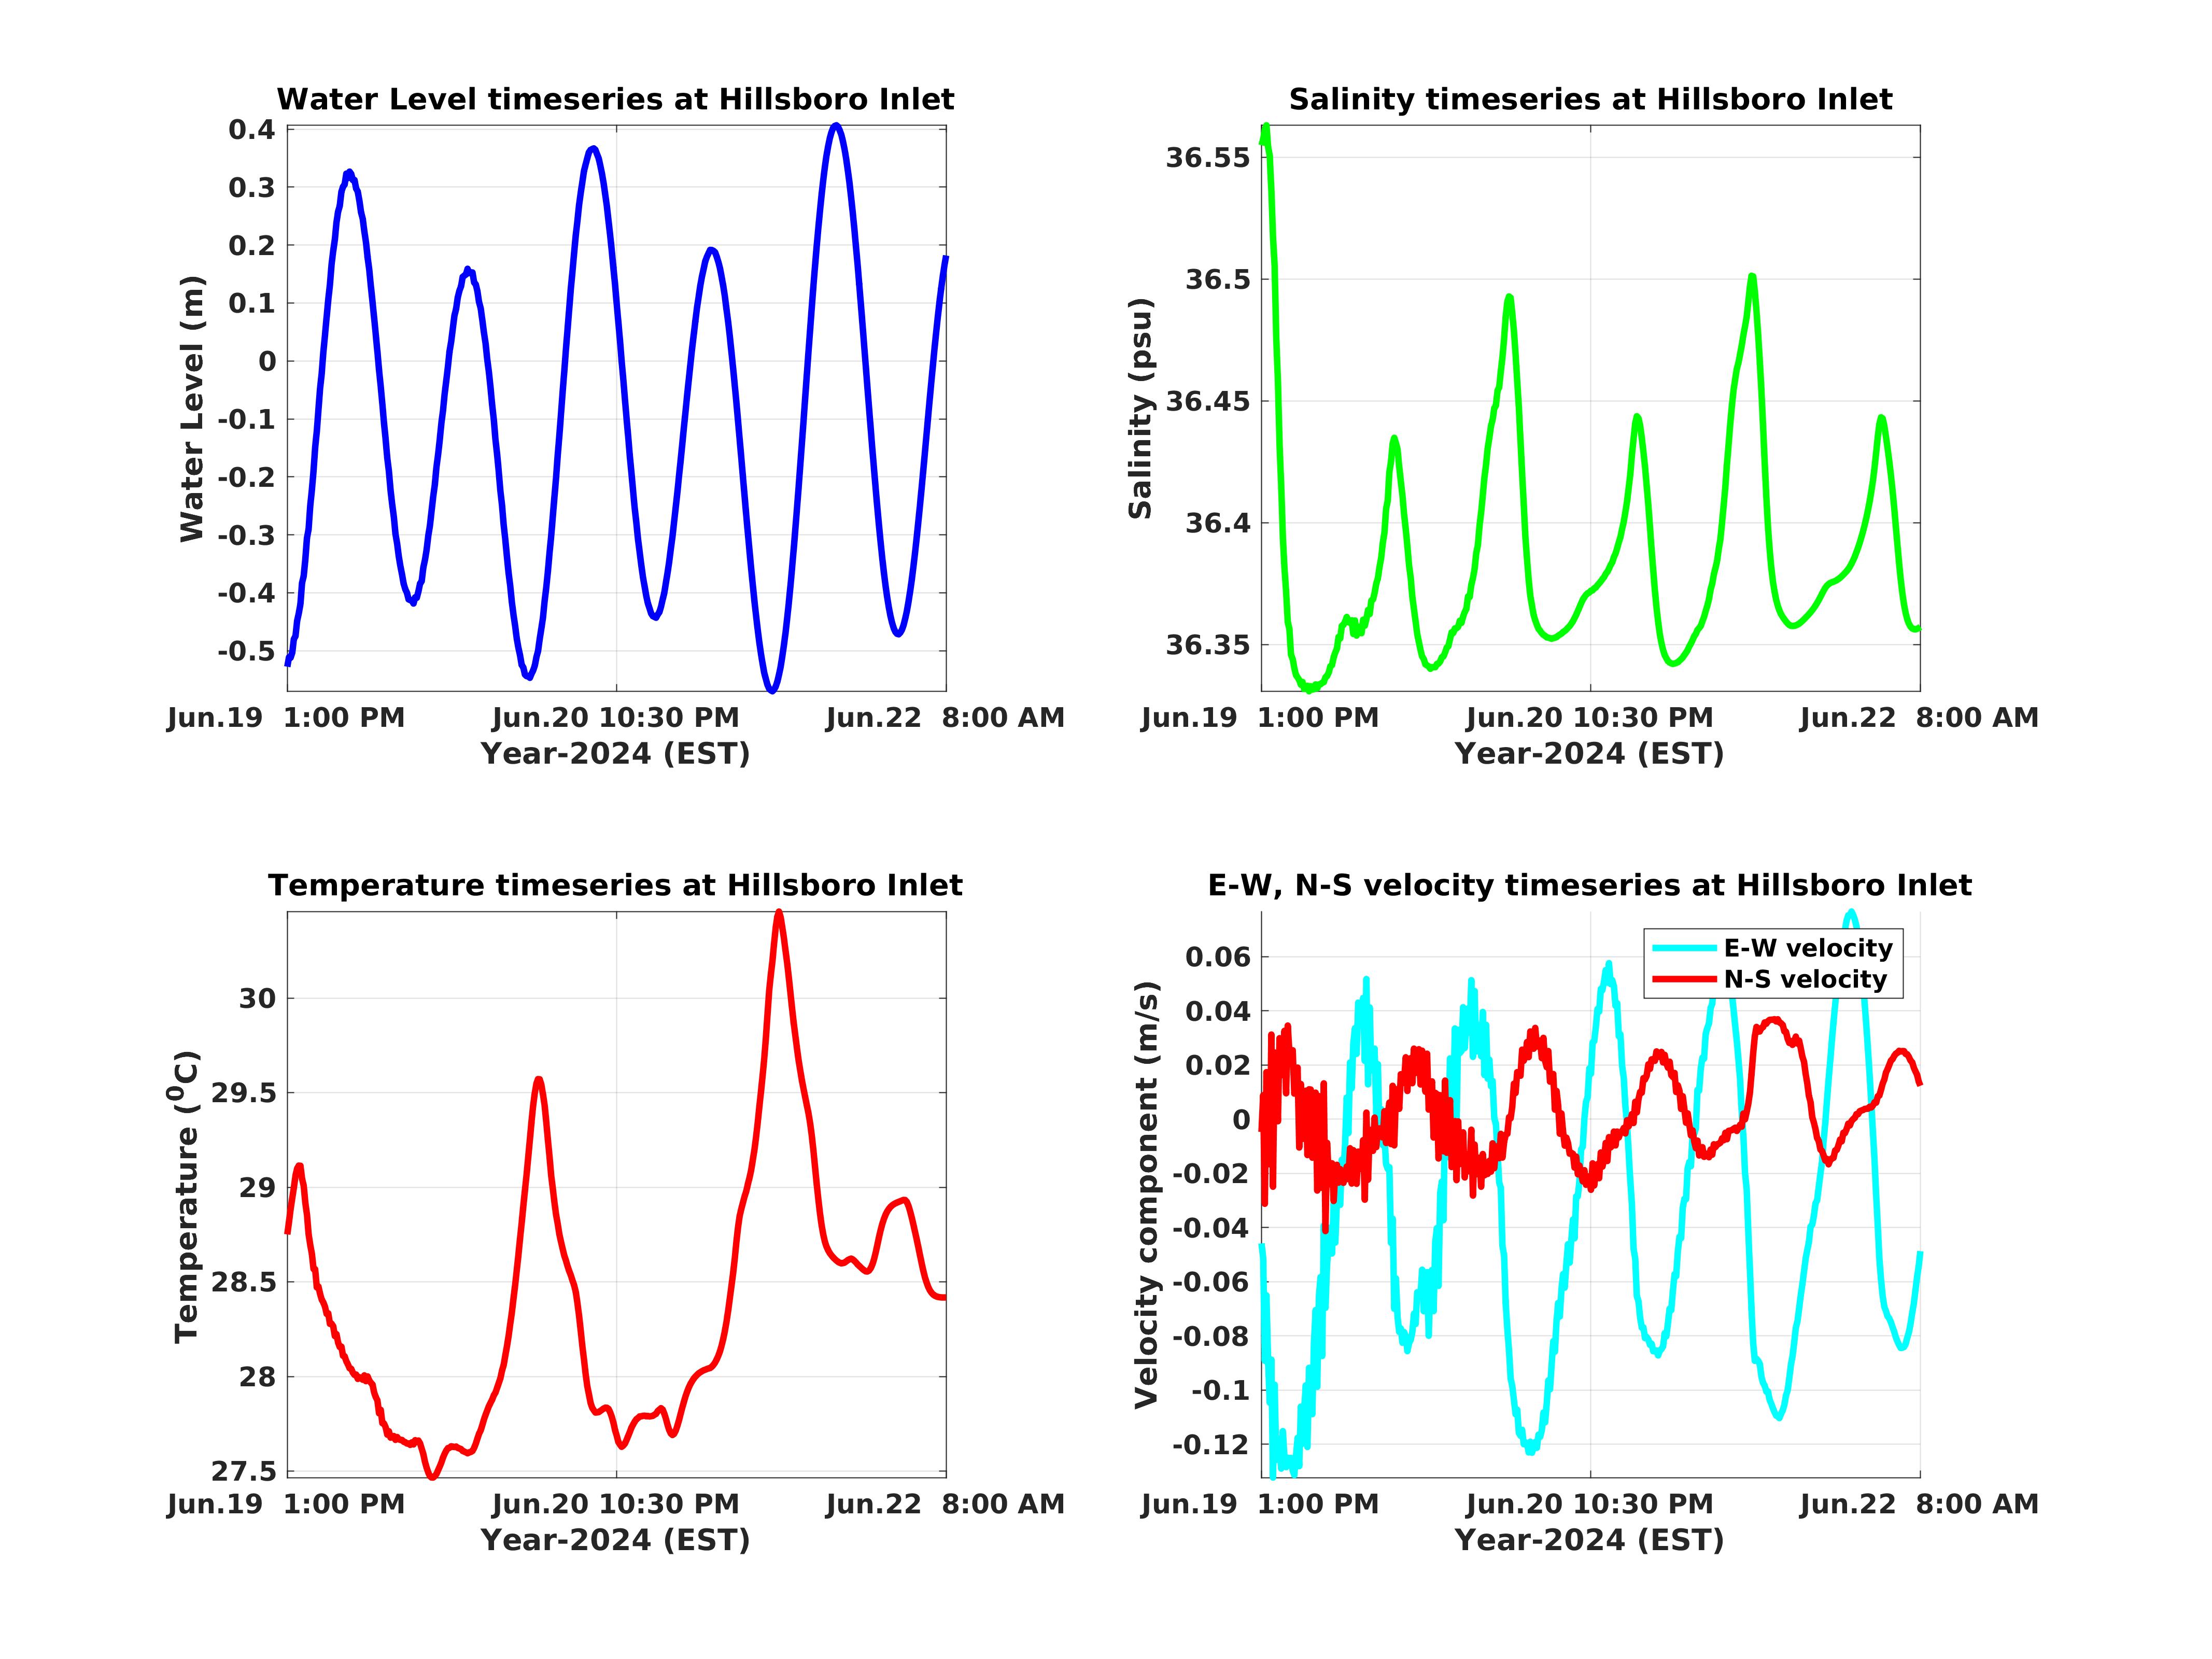 Water Level timeseries at Hillsboro Inlet
0.4
0.3
0.2
0.1
0
-0.1
-0.2
-0.3
-0.4
-0.5
Water Level (m)
Jun.19 1:00 PM
Jun.20 10:30 PM
Jun.22 8:00 AM
Year-2024 (EST)
Salinity timeseries at Hillsboro Inlet
36.55
36.5
36.45
36.4
36.35
Salinity (psu)
Jun.19 1:00 PM
Jun.20 10:30 PM
Jun.22 8:00 AM
Year-2024 (EST)
Temperature timeseries at Hillsboro Inlet
30
29.5
29
28.5
28
27.5
Temperature (⁰C)
Jun.19 1:00 PM
Jun.20 10:30 PM
Jun.22 8:00 AM
Year-2024 (EST)
E-W, N-S velocity timeseries at Hillsboro Inlet
E-W velocity
N-S velocity
0.06
0.04
0.02
0
-0.02
-0.04
-0.06
-0.08
-0.1
-0.12
Velocity component (m/s)
Jun.19 1:00 PM
Jun.20 10:30 PM
Jun.22 8:00 AM
Year-2024 (EST)